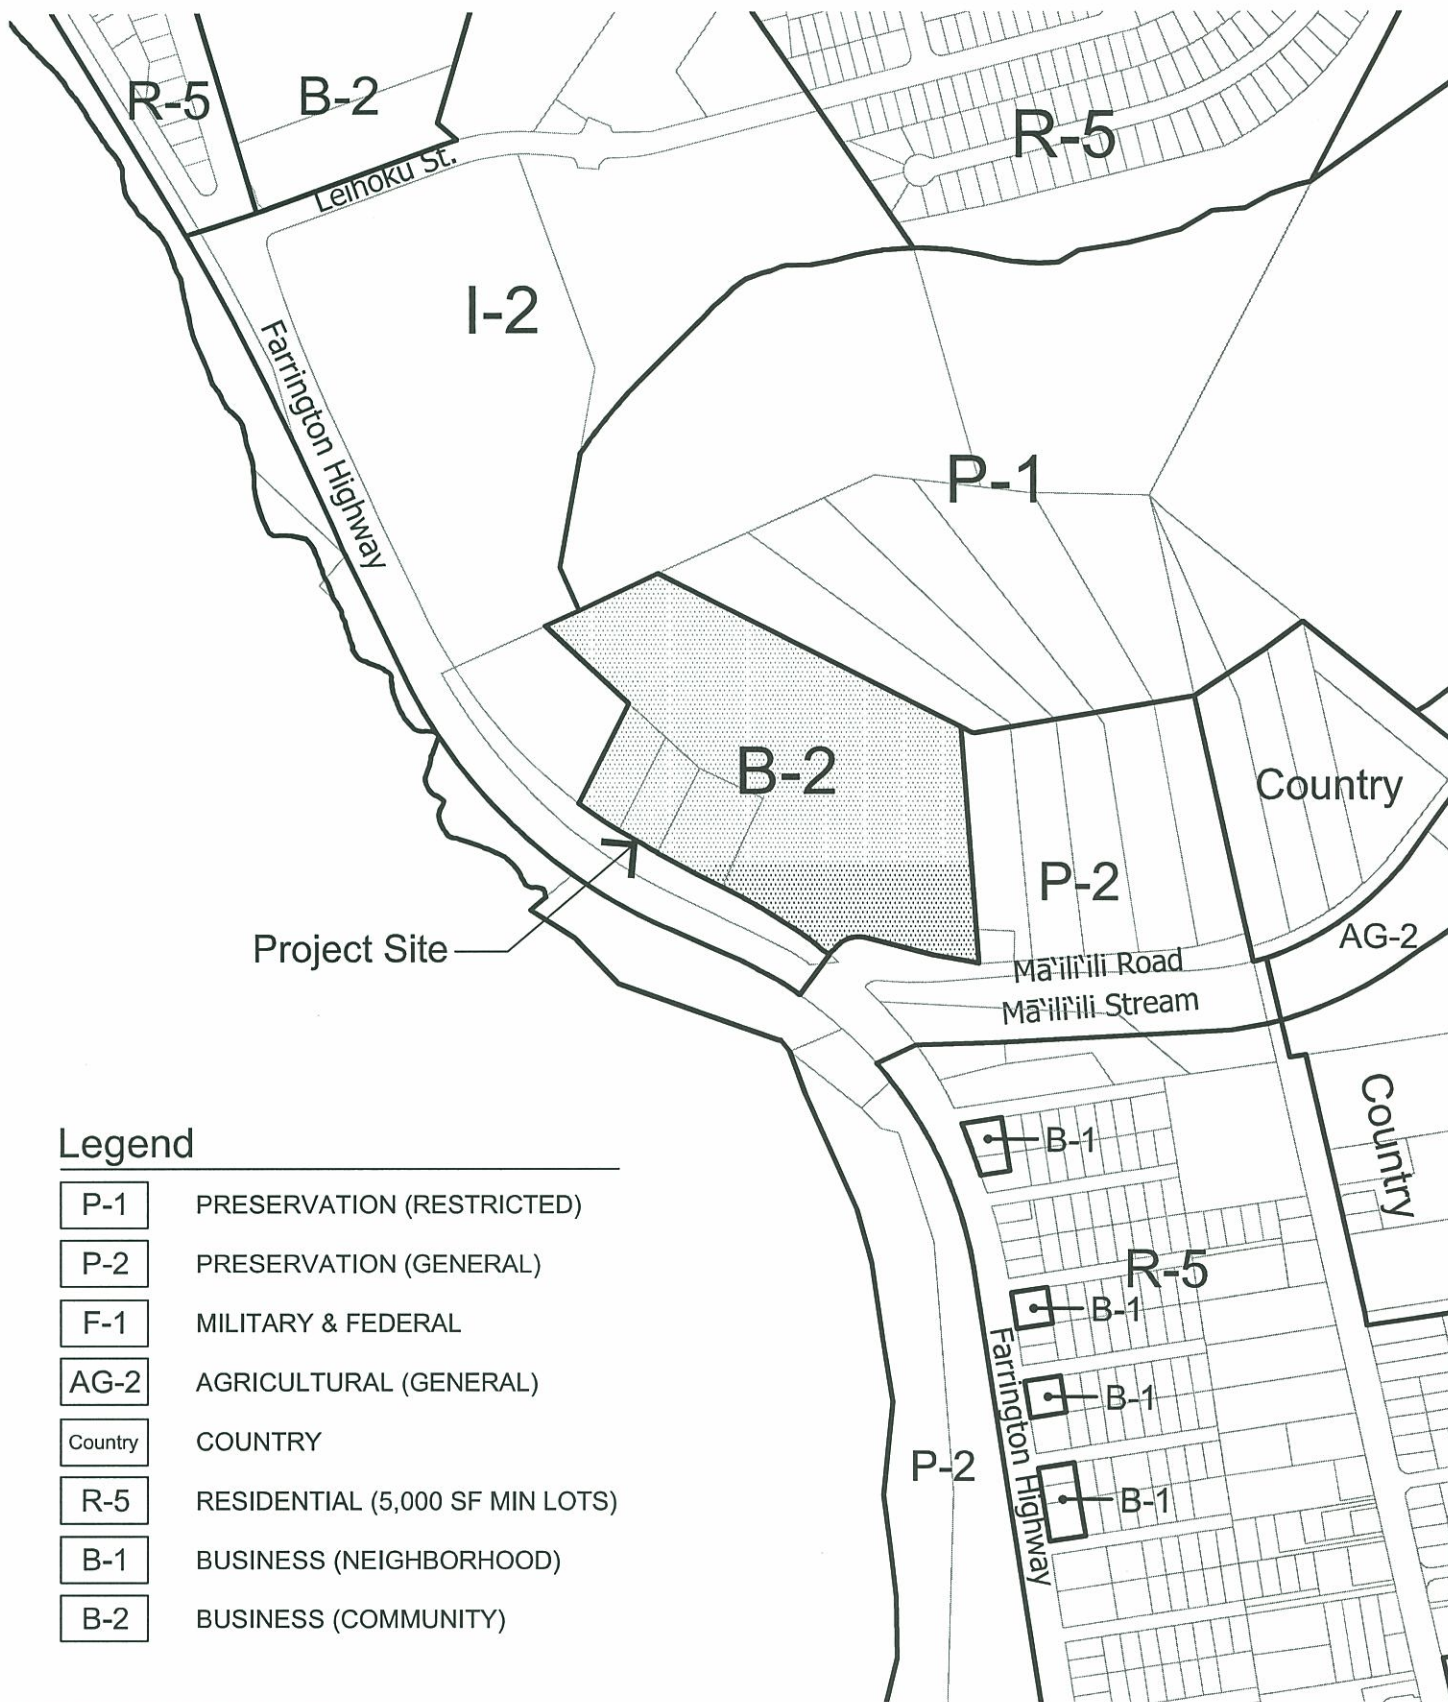 R-5
B-2
R-5
Leihoku St.
I-2
Farrington Highway
P-1
B-2
Country
P-2
Project Site
AG-2
Mā'ili'ili Road
Mā'ili'ili Stream
Country
B-1
R-5
B-1
B-1
Farrington Highway
P-2
B-1
Legend
P-1 PRESERVATION (RESTRICTED)
P-2 PRESERVATION (GENERAL)
F-1 MILITARY & FEDERAL
AG-2 AGRICULTURAL (GENERAL)
Country COUNTRY
R-5 RESIDENTIAL (5,000 SF MIN LOTS)
B-1 BUSINESS (NEIGHBORHOOD)
B-2 BUSINESS (COMMUNITY)